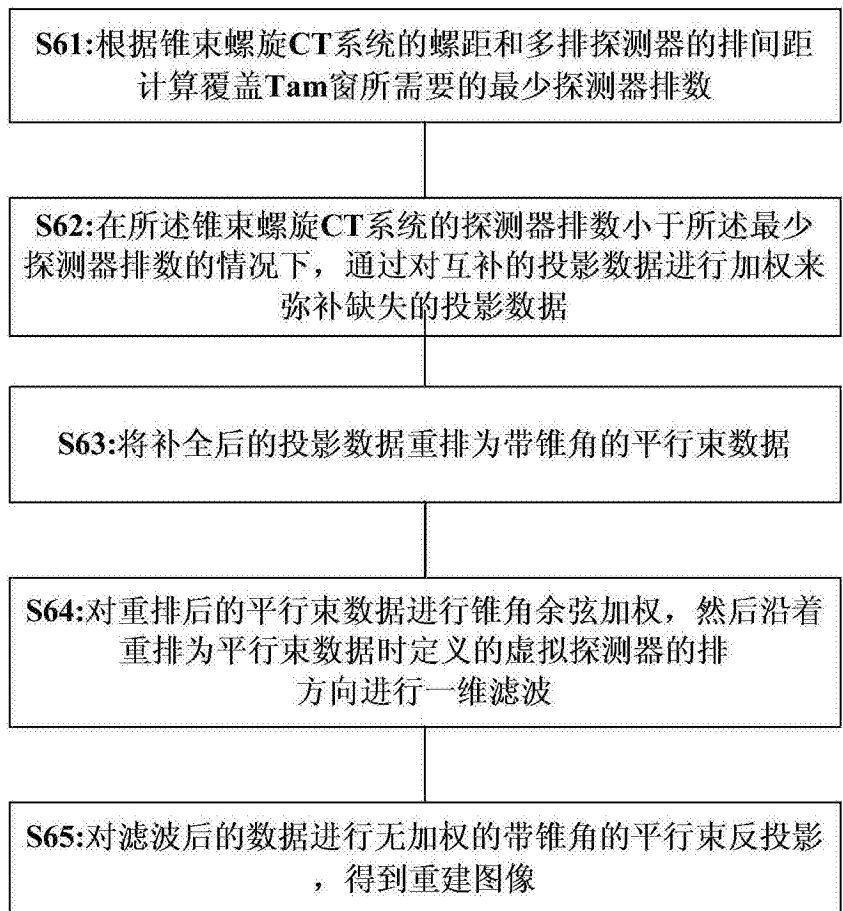 S61:根据锥束螺旋CT系统的螺距和多排探测器的排间距
计算覆盖Tam窗所需要的最少探测器排数
S62:在所述锥束螺旋CT系统的探测器排数小于所述最少
探测器排数的情况下，通过对互补的投影数据进行加权来
弥补缺失的投影数据
S63:将补全后的投影数据重排为带锥角的平行束数据
S64:对重排后的平行束数据进行锥角余弦加权，然后沿着
重排为平行束数据时定义的虚拟探测器的排
方向进行一维滤波
S65:对滤波后的数据进行无加权的带锥角的平行束反投影
，得到重建图像